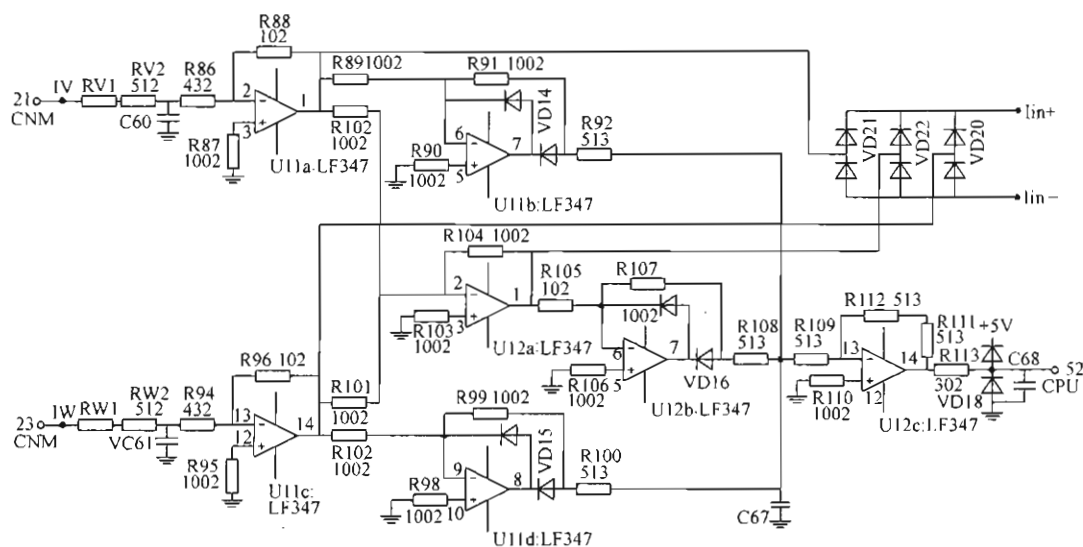 R88
102
R89 1002
R91 1002
IV
RV2
R86
RV1
512
432
21
CNM
2
1
3
C60
R87
1002
R102
1002
U11a:LF347
VD14
6
7
5
R90
1002
R92
513
U11b:LF347
VD21
VD22
VD20
Iin+
Iin−
R104 1002
2
1
3
R103
1002
U12a:LF347
R105
102
R107
1002
6
7
5
R106
1002
VD16
U12b:LF347
R108
513
R109
513
R112 513
R111
513
13
14
12
R110
1002
U12c:LF347
R113
302
+5V
VD18
C68
52
CPU
R96 102
R101
1002
IW
RW2
R94
RW1
512
432
23
CNM
VC61
13
14
12
R95
1002
U11c:
LF347
R102
1002
R99 1002
VD15
9
8
10
R98
1002
R100
513
U11d:LF347
C67